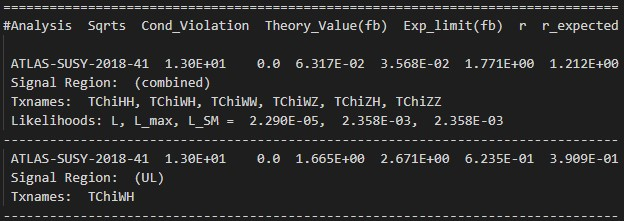 ================================================================================
#Analysis  Sqrts  Cond_Violation  Theory_Value(fb)  Exp_limit(fb)  r  r_expected

 ATLAS-SUSY-2018-41  1.30E+01    0.0  6.317E-02  3.568E-02  1.771E+00  1.212E+00
 Signal Region:  (combined)
 Txnames:  TChiHH, TChiWH, TChiWW, TChiWZ, TChiZH, TChiZZ
 Likelihoods: L, L_max, L_SM =  2.290E-05,  2.358E-03,  2.358E-03
--------------------------------------------------------------------------------
 ATLAS-SUSY-2018-41  1.30E+01    0.0  1.665E+00  2.671E+00  6.235E-01  3.909E-01
 Signal Region:  (UL)
 Txnames:  TChiWH
--------------------------------------------------------------------------------